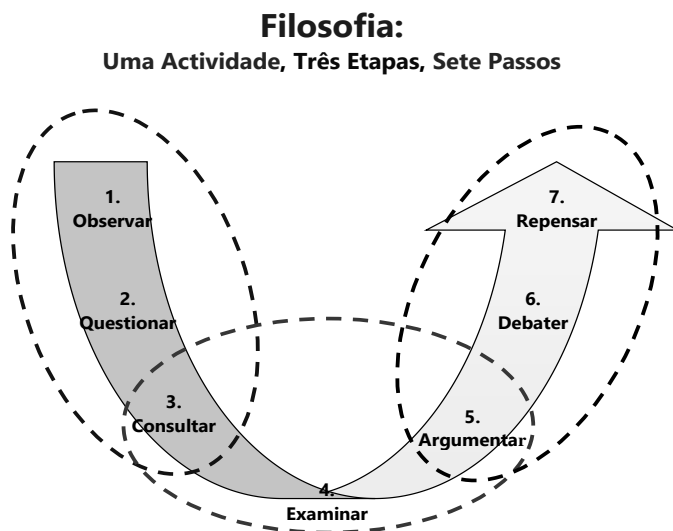 Filosofia:
Uma Actividade, Três Etapas, Sete Passos
1.
Observar
2.
Questionar
3.
Consultar
4.
Examinar
5.
Argumentar
6.
Debater
7.
Repensar